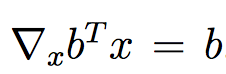 ∇ₓbᵀx = b